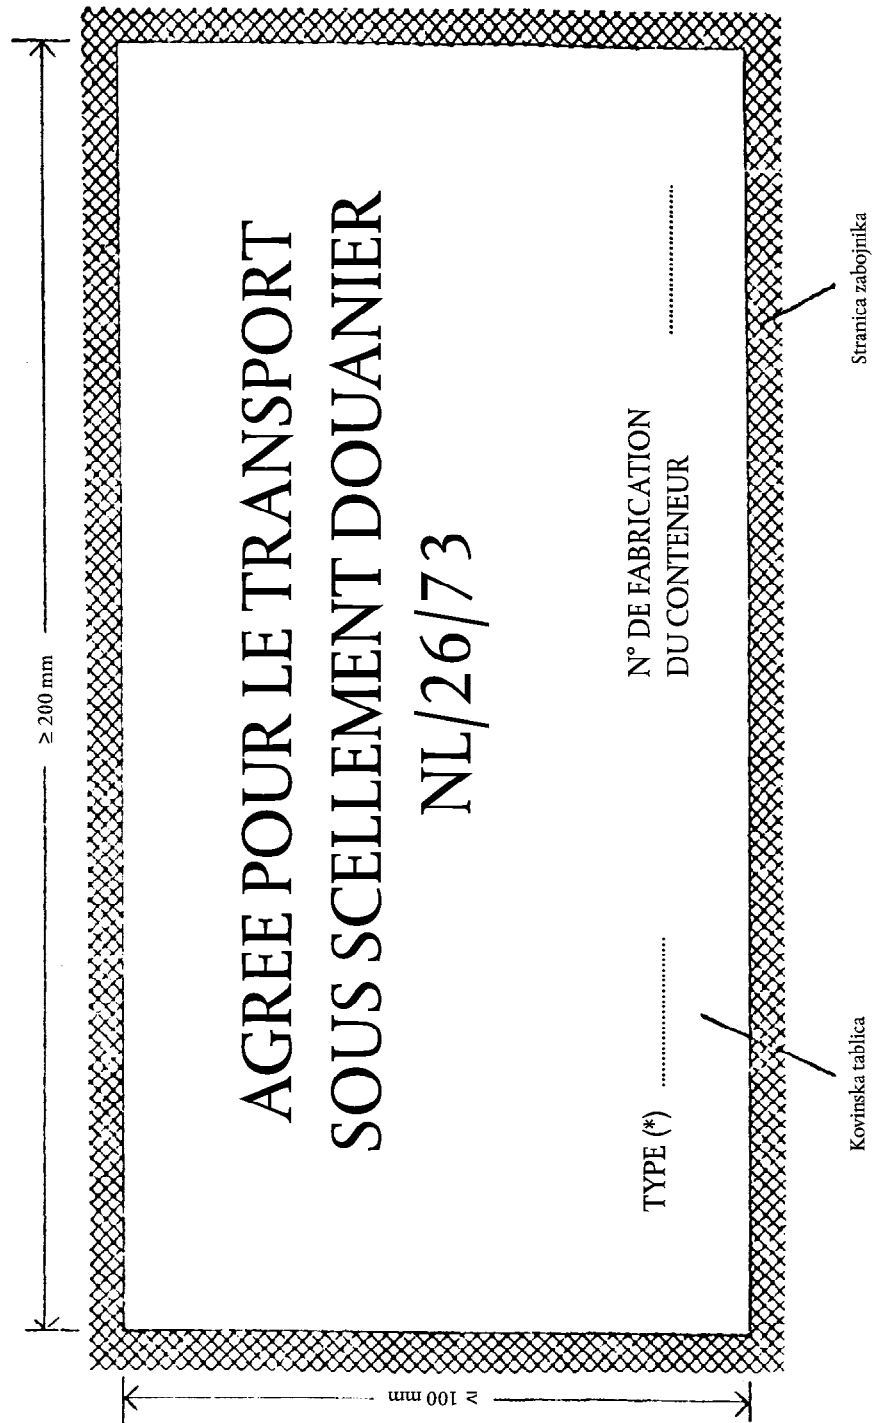 ≥ 200 mm
AGREE POUR LE TRANSPORT
SOUS SCELLEMENT DOUANIER
NL/26/73
TYPE (*) ....................
N° DE FABRICATION
DU CONTENEUR ....................
≥ 100 mm
Kovinska tablica
Stranica zabojnika